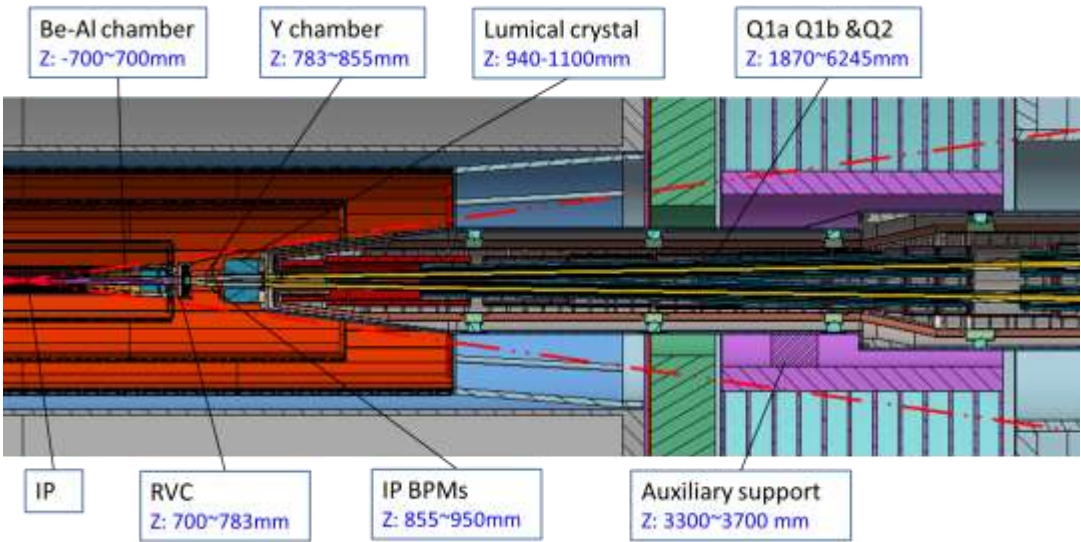 Be-Al chamber
Z: -700~700mm
Y chamber
Z: 783~855mm
Lumical crystal
Z: 940-1100mm
Q1a Q1b &Q2
Z: 1870~6245mm
IP
RVC
Z: 700~783mm
IP BPMs
Z: 855~950mm
Auxiliary support
Z: 3300~3700 mm